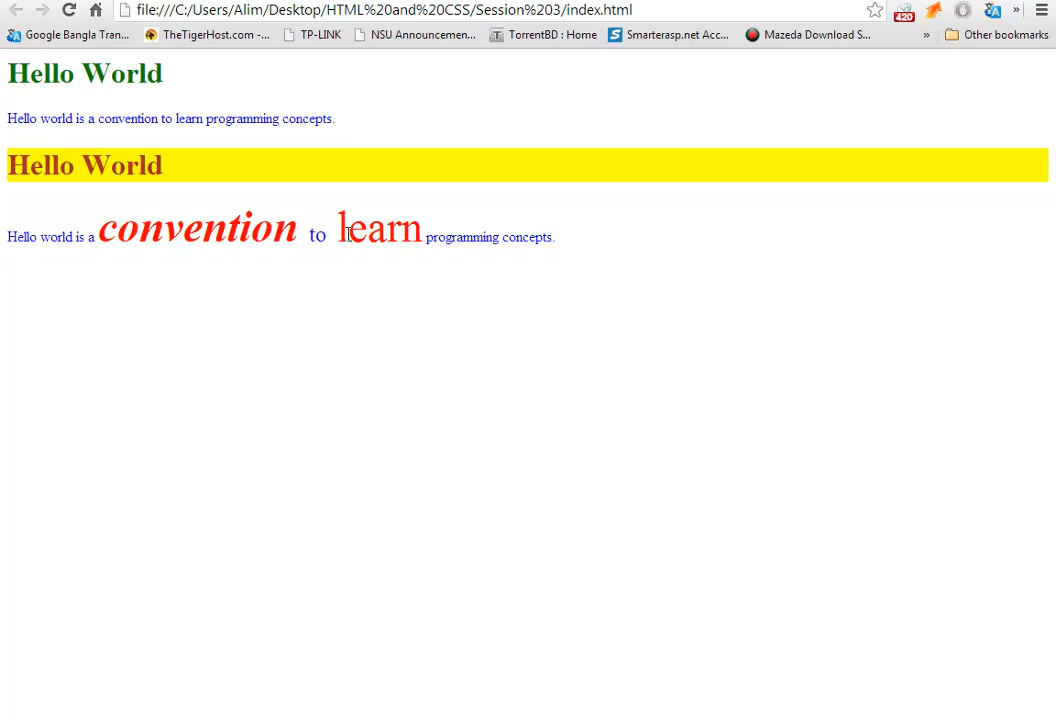 file:///C:/Users/Alim/Desktop/HTML%20and%20CSS/Session%203/index.html
420
Google Bangla Tran... TheTigerHost.com -... TP-LINK NSU Announcemen... TorrentBD : Home Smarterasp.net Acc... Mazeda Download S... » Other bookmarks
Hello World
Hello world is a convention to learn programming concepts.
Hello World
Hello world is a convention to learn programming concepts.